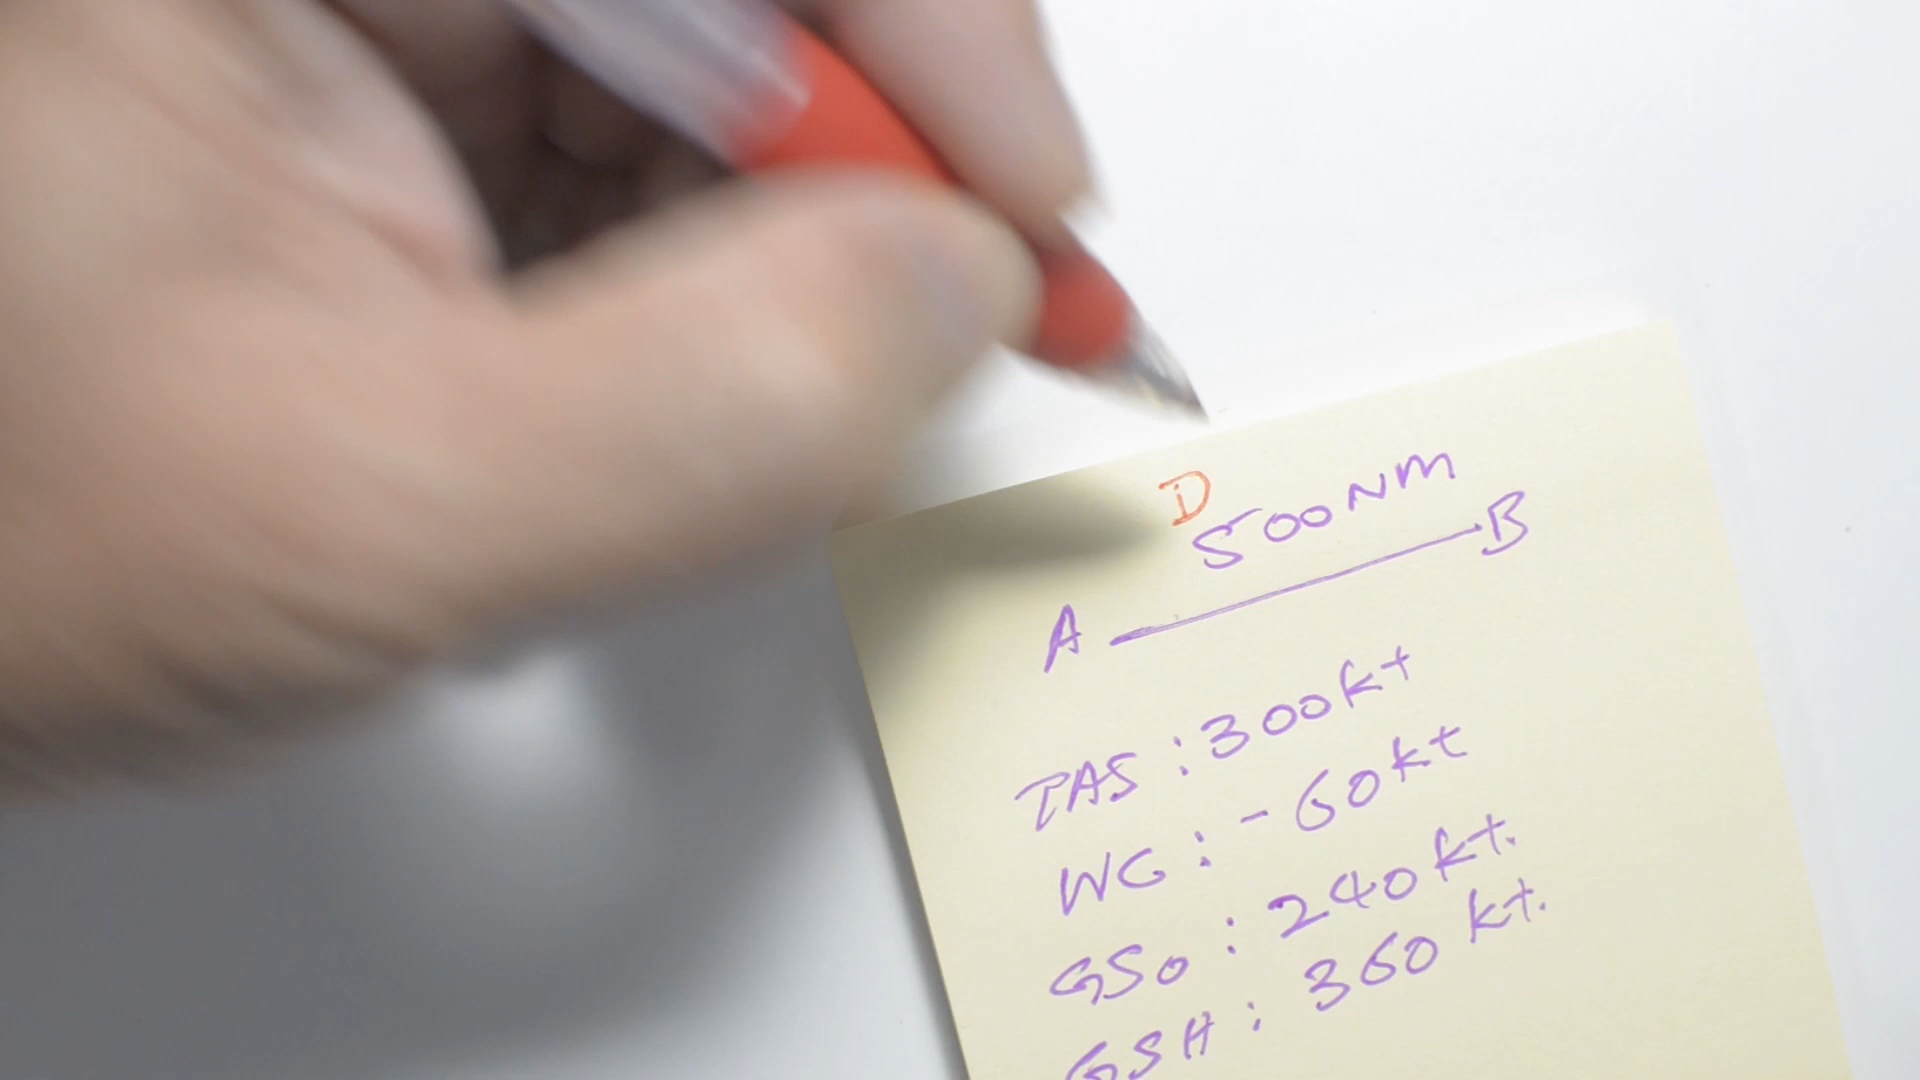 D
500NM
A B
TAS : 300kt
WC : -60kt
GSO : 240kt.
GSH : 360kt.